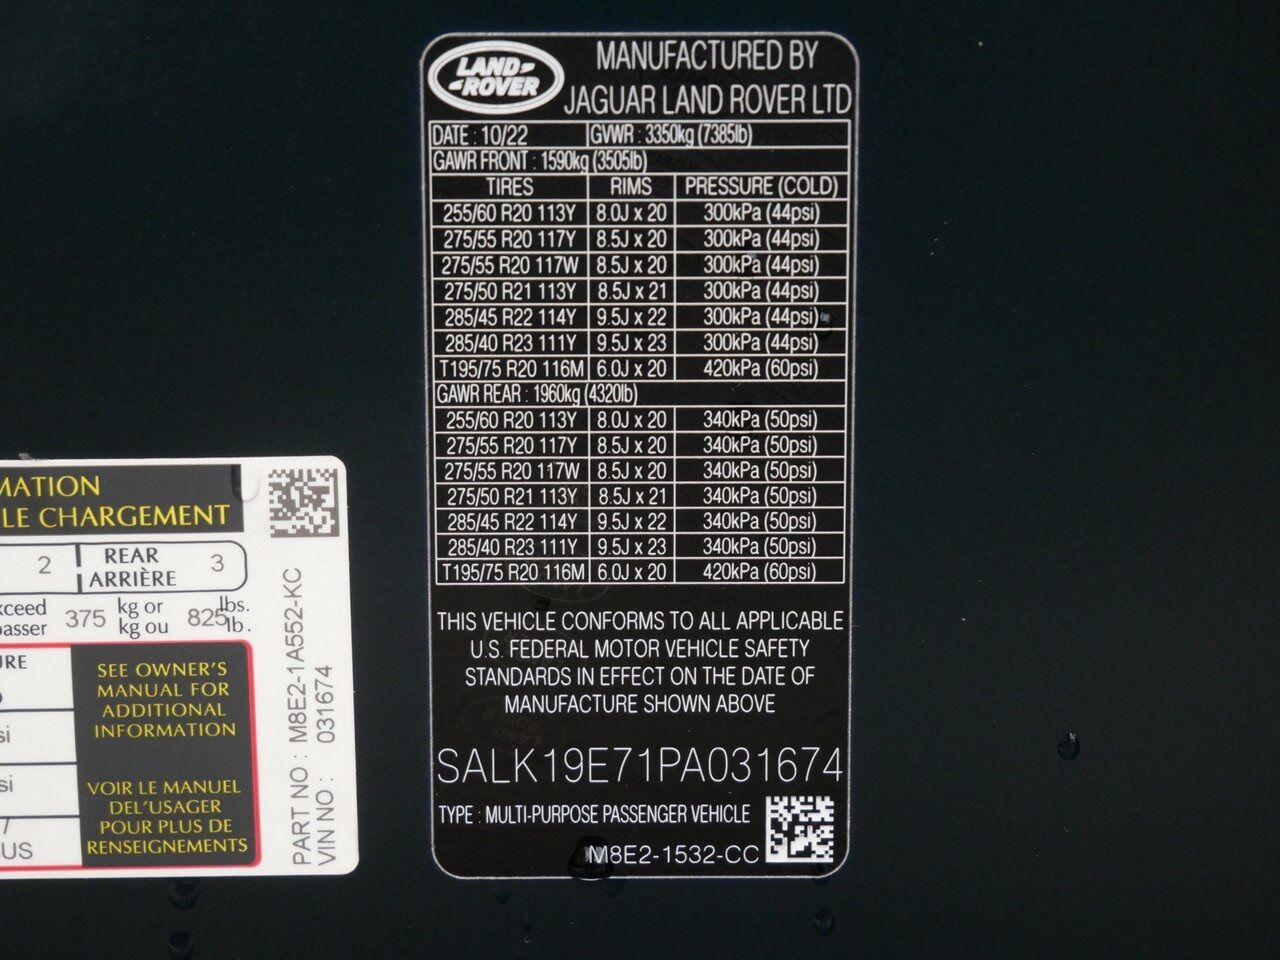 LAND-
-ROVER
MANUFACTURED BY
JAGUAR LAND ROVER LTD
DATE : 10/22 GVWR : 3350kg (7385lb)
GAWR FRONT : 1590kg (3505lb)
TIRES RIMS PRESSURE (COLD)
255/60 R20 113Y 8.0J x 20 300kPa (44psi)
275/55 R20 117Y 8.5J x 20 300kPa (44psi)
275/55 R20 117W 8.5J x 20 300kPa (44psi)
275/50 R21 113Y 8.5J x 21 300kPa (44psi)
285/45 R22 114Y 9.5J x 22 300kPa (44psi)
285/40 R23 111Y 9.5J x 23 300kPa (44psi)
T195/75 R20 116M 6.0J x 20 420kPa (60psi)
GAWR REAR : 1960kg (4320lb)
255/60 R20 113Y 8.0J x 20 340kPa (50psi)
275/55 R20 117Y 8.5J x 20 340kPa (50psi)
275/55 R20 117W 8.5J x 20 340kPa (50psi)
275/50 R21 113Y 8.5J x 21 340kPa (50psi)
285/45 R22 114Y 9.5J x 22 340kPa (50psi)
285/40 R23 111Y 9.5J x 23 340kPa (50psi)
T195/75 R20 116M 6.0J x 20 420kPa (60psi)
THIS VEHICLE CONFORMS TO ALL APPLICABLE
U.S. FEDERAL MOTOR VEHICLE SAFETY
STANDARDS IN EFFECT ON THE DATE OF
MANUFACTURE SHOWN ABOVE
SALK19E71PA031674
TYPE : MULTI-PURPOSE PASSENGER VEHICLE
M8E2-1532-CC
MATION
LE CHARGEMENT
2 REAR 3
ARRIÈRE
xceed 375 kg or 825 lbs.
passer kg ou lb.
URE
si
si
/
US
SEE OWNER'S
MANUAL FOR
ADDITIONAL
INFORMATION
VOIR LE MANUEL
DEL'USAGER
POUR PLUS DE
RENSEIGNEMENTS
PART NO : M8E2-1A552-KC
VIN NO : 031674